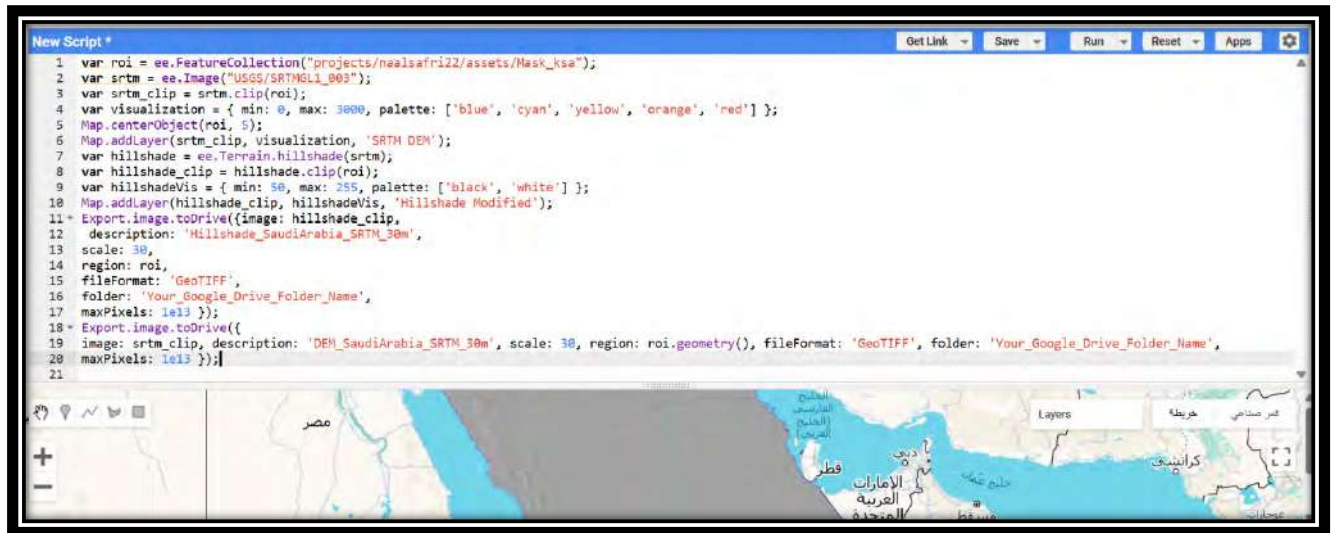 New Script *
Get Link
Save
Run
Reset
Apps
1 var roi = ee.FeatureCollection("projects/naalsafri22/assets/Mask_ksa");
2 var srtm = ee.Image("USGS/SRTMGL1_003");
3 var srtm_clip = srtm.clip(roi);
4 var visualization = { min: 0, max: 3000, palette: ['blue', 'cyan', 'yellow', 'orange', 'red'] };
5 Map.centerObject(roi, 5);
6 Map.addLayer(srtm_clip, visualization, 'SRTM DEM');
7 var hillshade = ee.Terrain.hillshade(srtm);
8 var hillshade_clip = hillshade.clip(roi);
9 var hillshadeVis = { min: 50, max: 255, palette: ['black', 'white'] };
10 Map.addLayer(hillshade_clip, hillshadeVis, 'Hillshade Modified');
11 Export.image.toDrive({image: hillshade_clip,
12 description: 'Hillshade_SaudiArabia_SRTM_30m',
13 scale: 30,
14 region: roi,
15 fileFormat: 'GeoTIFF',
16 folder: 'Your_Google_Drive_Folder_Name',
17 maxPixels: 1e13 });
18 Export.image.toDrive({
19 image: srtm_clip, description: 'DEM_SaudiArabia_SRTM_30m', scale: 30, region: roi.geometry(), fileFormat: 'GeoTIFF', folder: 'Your_Google_Drive_Folder_Name',
20 maxPixels: 1e13 });
21
Layers
خريطة
قمر صناعي
مصر
الخليج
الفارسي
(الخليج
العربي)
قطر
دبي
الإمارات
العربية
المتحدة
خليج عمان
مسقط
كراتشي